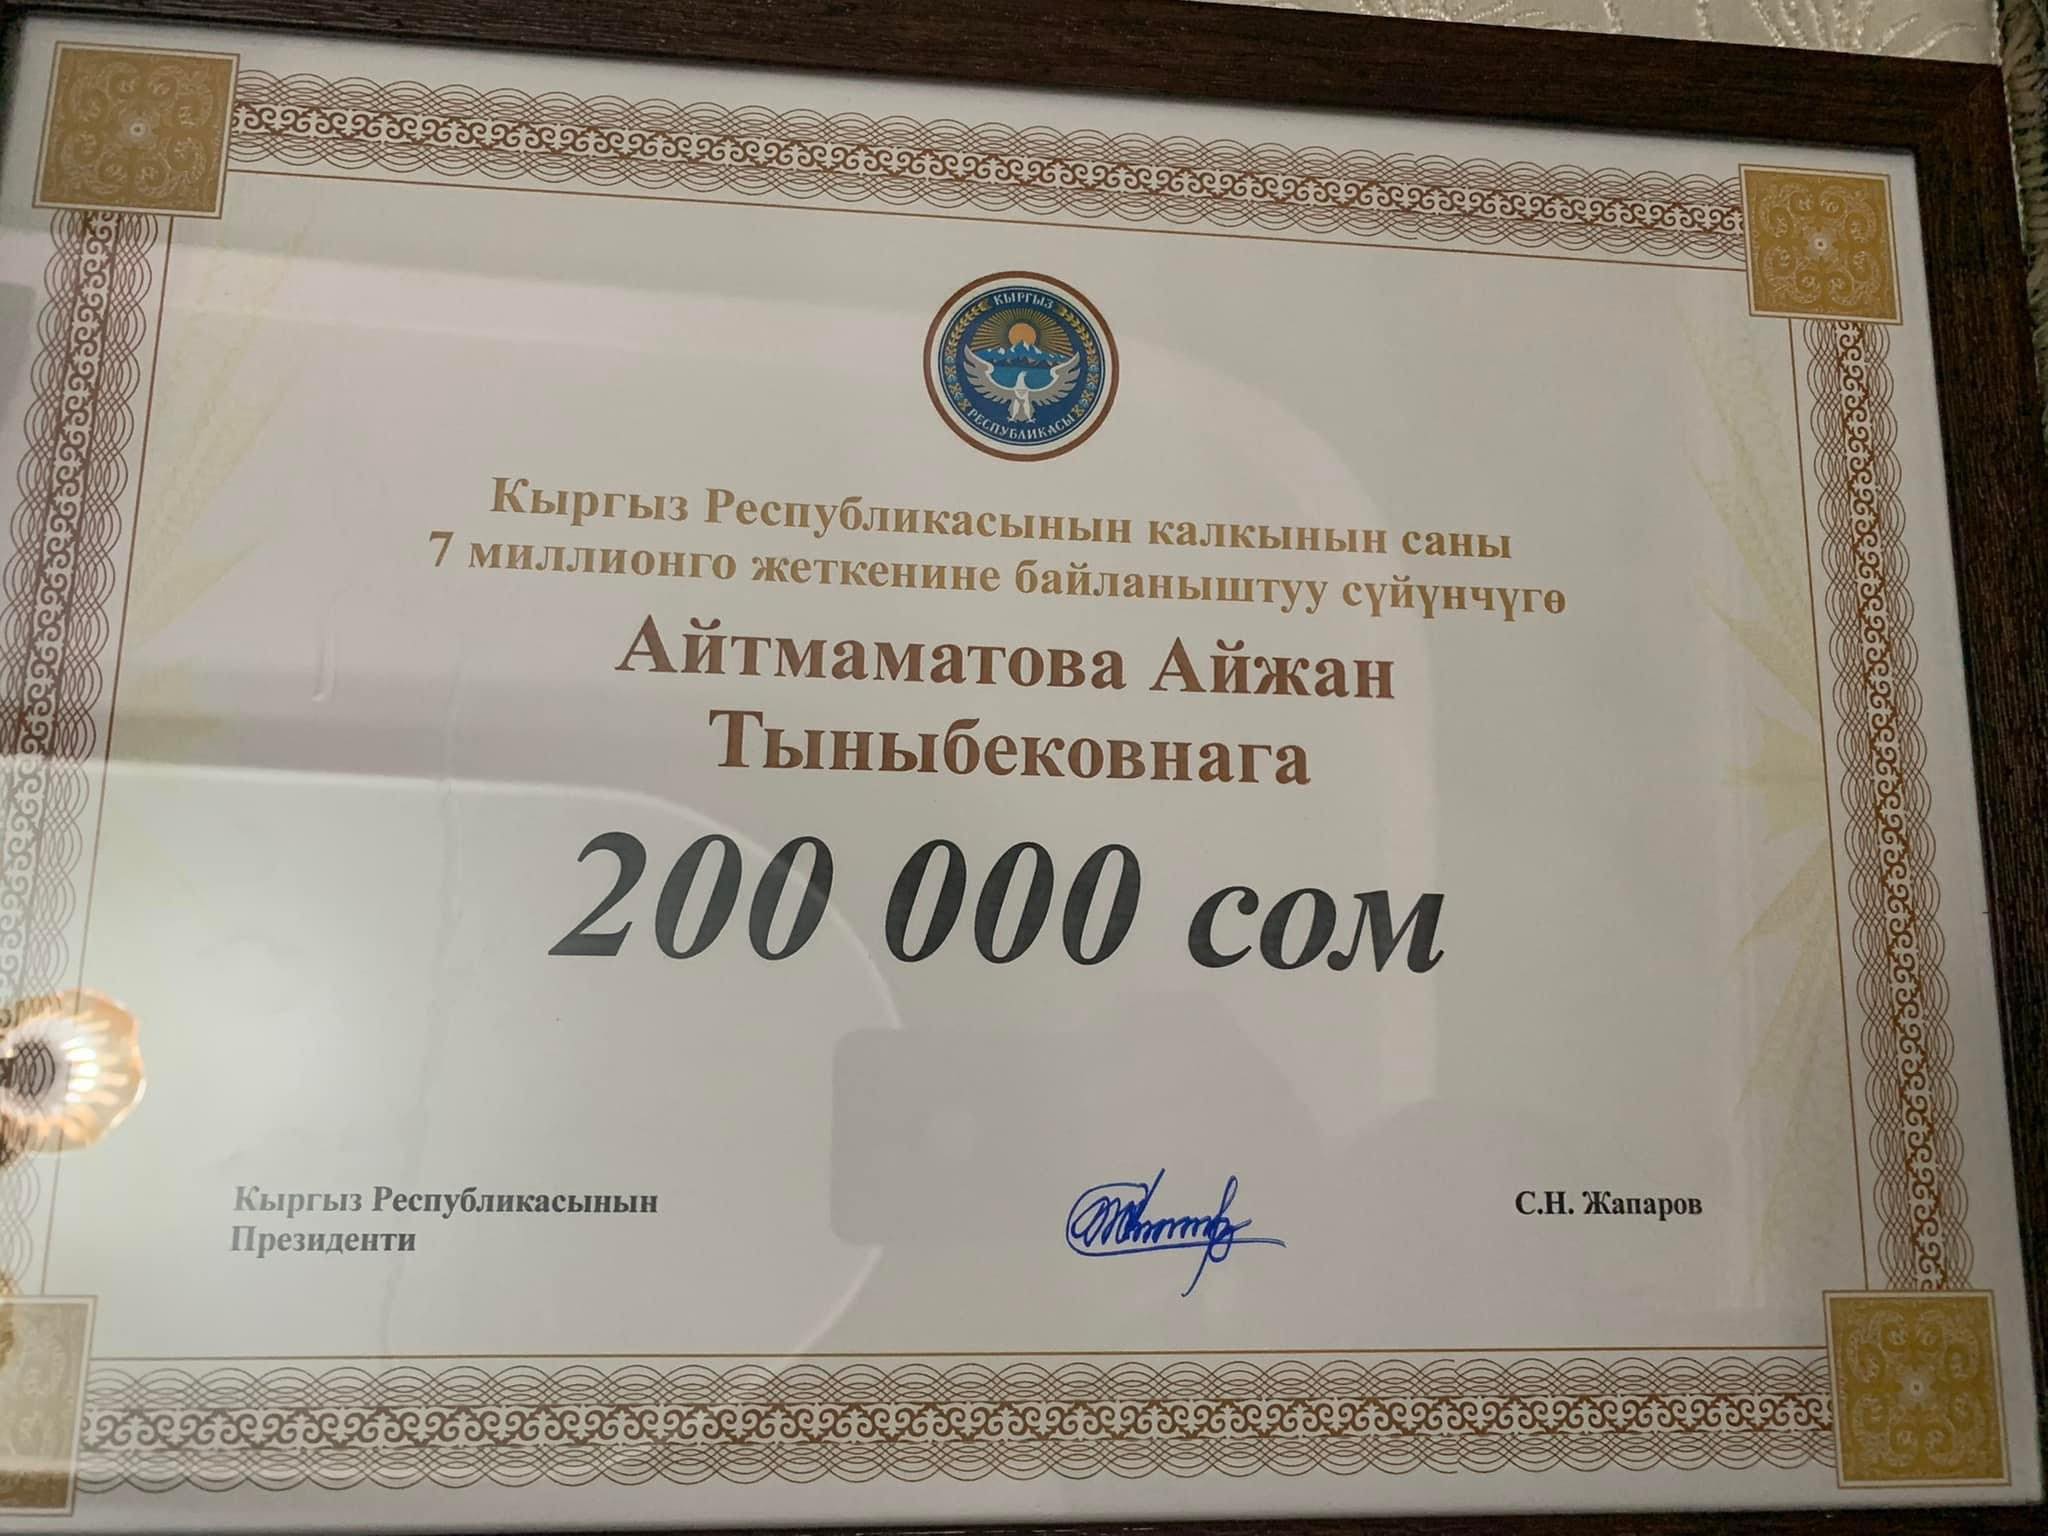 КЫРГЫЗ
РЕСПУБЛИКАСЫ
Кыргыз Республикасынын калкынын саны
7 миллионго жеткенине байланыштуу сүйүнчүгө
Айтмаматова Айжан
Тыныбековнага
200 000 сом
Кыргыз Республикасынын
Президенти
С.Н. Жапаров